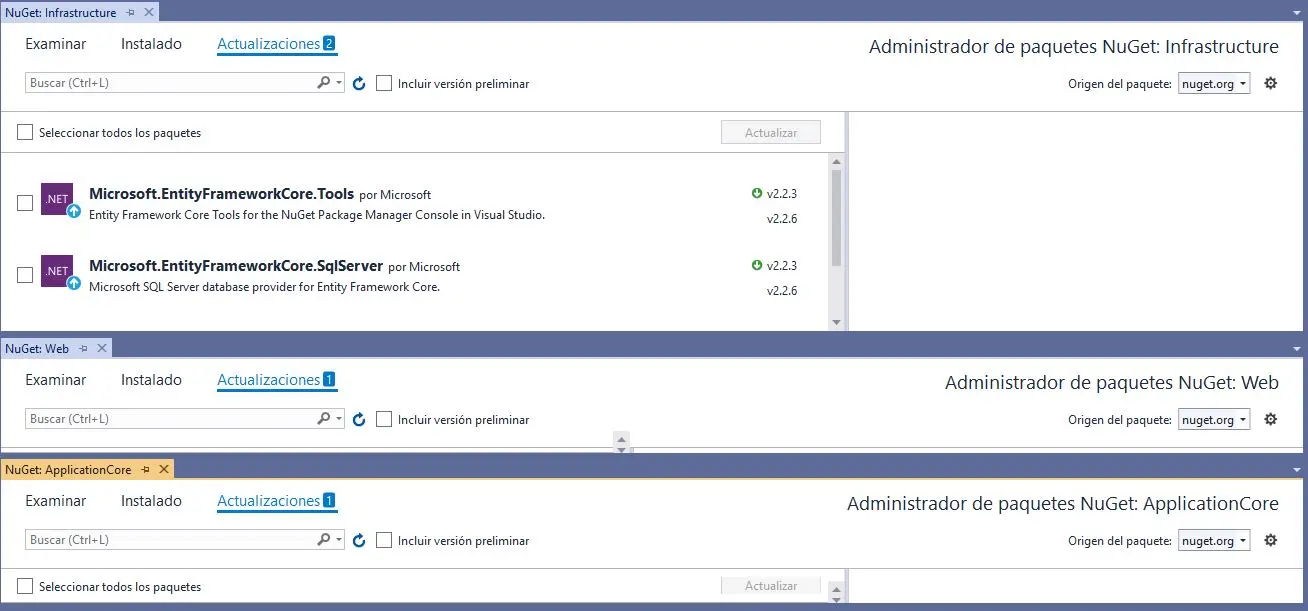 NuGet: Infrastructure
Examinar Instalado Actualizaciones 2 Administrador de paquetes NuGet: Infrastructure
Buscar (Ctrl+L) Incluir versión preliminar Origen del paquete: nuget.org
Seleccionar todos los paquetes Actualizar
.NET Microsoft.EntityFrameworkCore.Tools por Microsoft v2.2.3
Entity Framework Core Tools for the NuGet Package Manager Console in Visual Studio. v2.2.6
.NET Microsoft.EntityFrameworkCore.SqlServer por Microsoft v2.2.3
Microsoft SQL Server database provider for Entity Framework Core. v2.2.6
NuGet: Web
Examinar Instalado Actualizaciones 1 Administrador de paquetes NuGet: Web
Buscar (Ctrl+L) Incluir versión preliminar Origen del paquete: nuget.org
NuGet: ApplicationCore
Examinar Instalado Actualizaciones 1 Administrador de paquetes NuGet: ApplicationCore
Buscar (Ctrl+L) Incluir versión preliminar Origen del paquete: nuget.org
Seleccionar todos los paquetes Actualizar